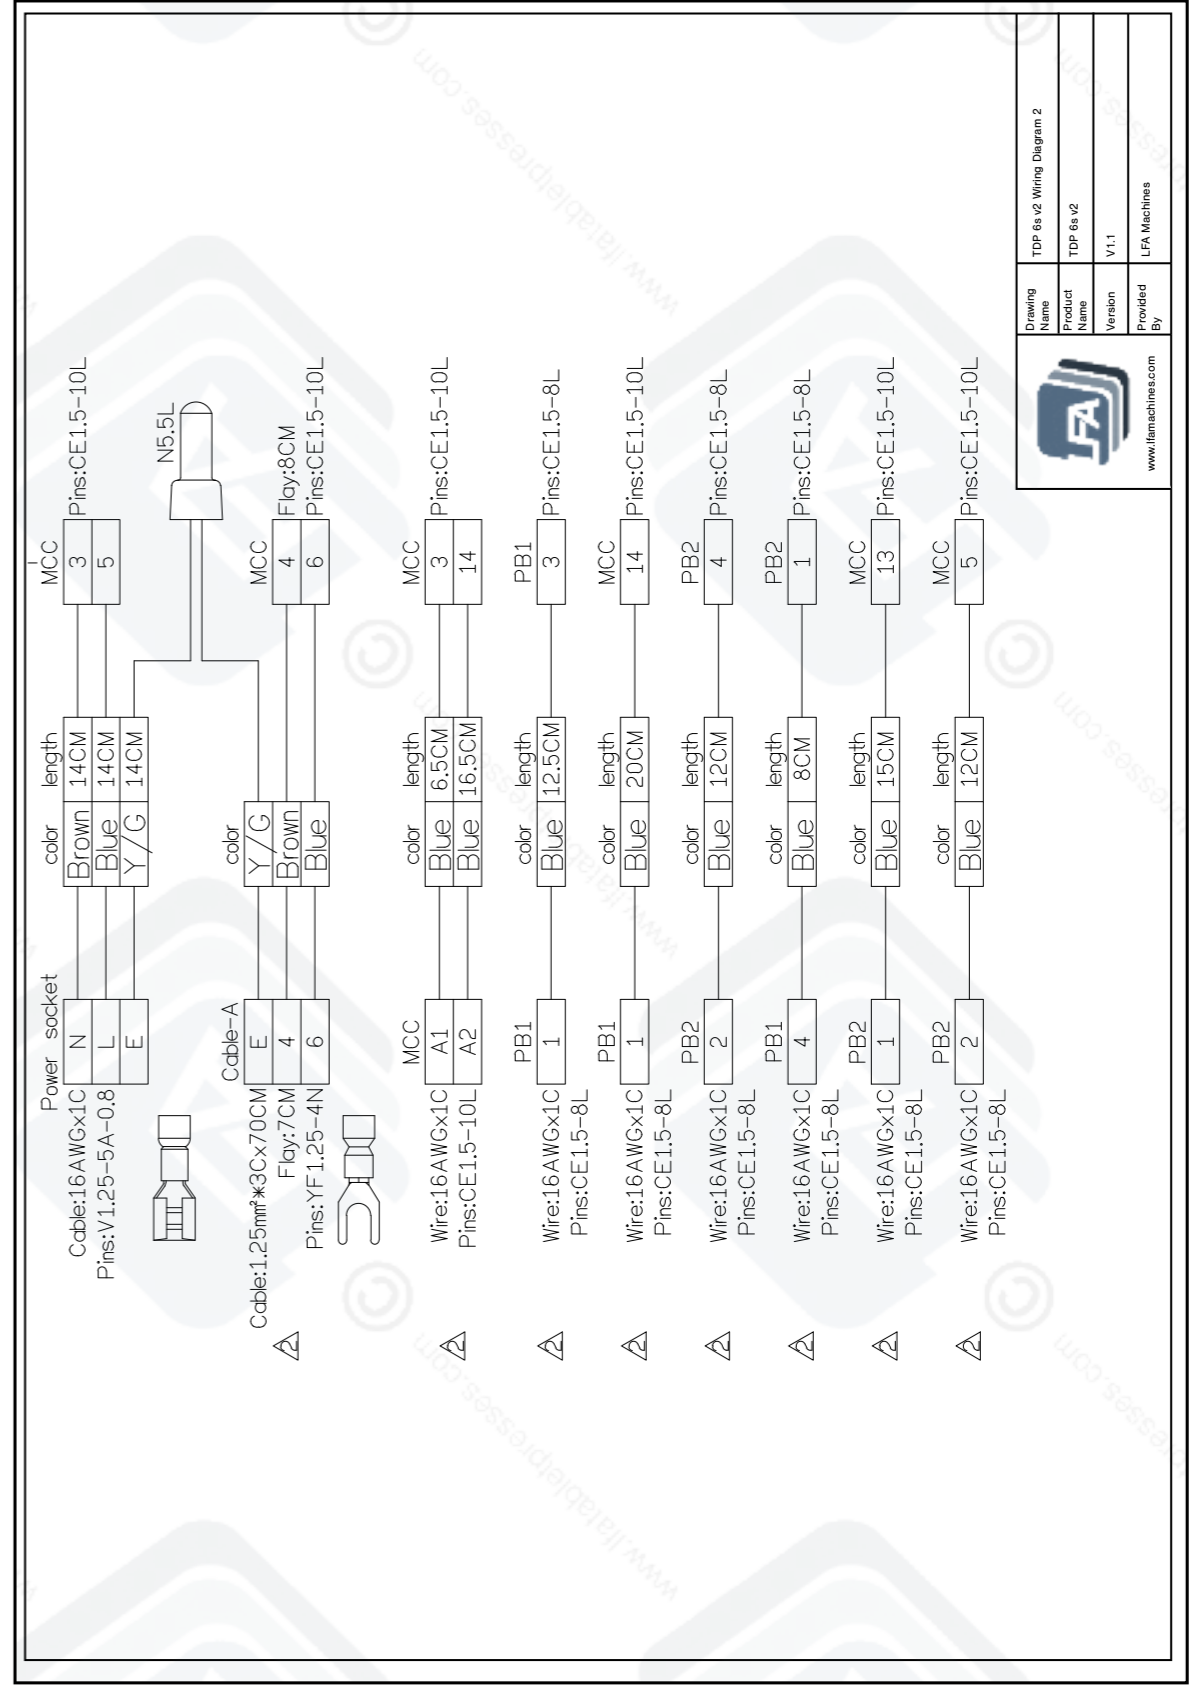 Power socket
color
length
MCC
Cable:16AWGx1C
N
Brown
14CM
3
Pins:CE1.5-10L
Pins:V1.25-5A-0.8
L
Blue
14CM
5
E
Y/G
14CM
N5.5L
Cable-A
color
MCC
Cable:1.25mm²*3Cx70CM
E
Y/G
Flay:7CM
4
Brown
4
Flay:8CM
Pins:YF1.25-4N
6
Blue
6
Pins:CE1.5-10L
2
MCC
color
length
MCC
Wire:16AWGx1C
A1
Blue
6.5CM
3
Pins:CE1.5-10L
Pins:CE1.5-10L
A2
Blue
16.5CM
14
2
PB1
color
length
PB1
Wire:16AWGx1C
1
Blue
12.5CM
3
Pins:CE1.5-8L
Pins:CE1.5-8L
2
PB1
color
length
MCC
Wire:16AWGx1C
1
Blue
20CM
14
Pins:CE1.5-10L
Pins:CE1.5-8L
2
PB2
color
length
PB2
Wire:16AWGx1C
2
Blue
12CM
4
Pins:CE1.5-8L
Pins:CE1.5-8L
2
PB1
color
length
PB2
Wire:16AWGx1C
4
Blue
8CM
1
Pins:CE1.5-8L
Pins:CE1.5-8L
2
PB2
color
length
MCC
Wire:16AWGx1C
1
Blue
15CM
13
Pins:CE1.5-10L
Pins:CE1.5-8L
2
PB2
color
length
MCC
Wire:16AWGx1C
2
Blue
12CM
5
Pins:CE1.5-10L
Pins:CE1.5-8L
2
LFA
www.lfamachines.com
Drawing Name
TDP 6s v2 Wiring Diagram 2
Product Name
TDP 6s v2
Version
V1.1
Provided By
LFA Machines
www.lfatabletpresses.com
©